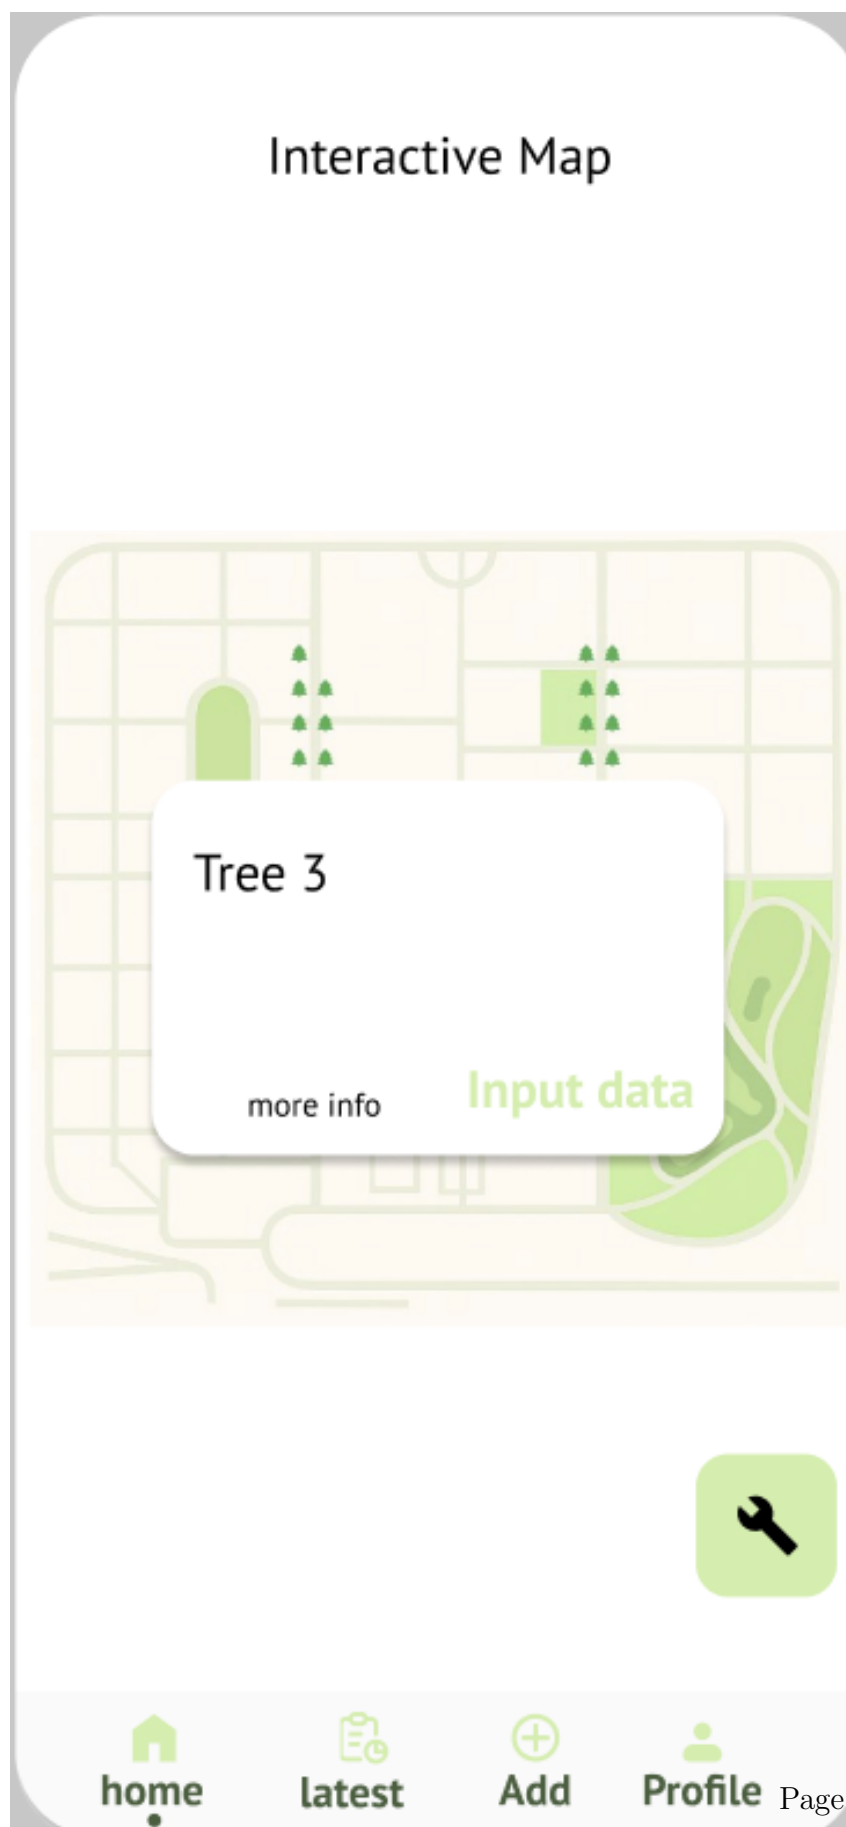 Interactive Map
Tree 3
more info
Input data
home
latest
Add
Profile
Page